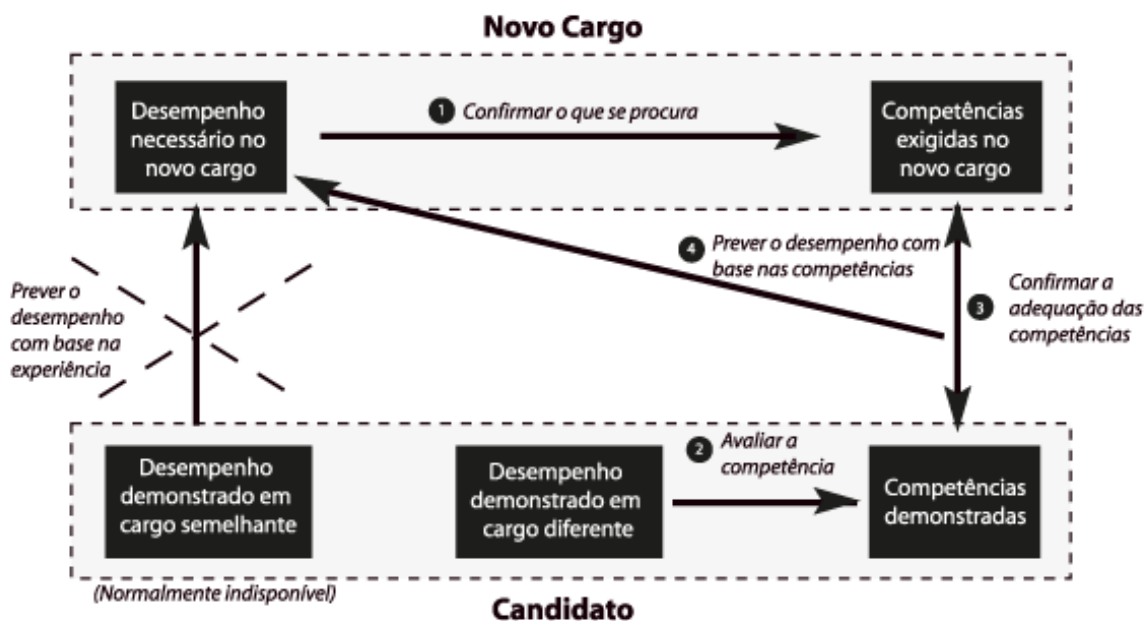 Novo Cargo
Desempenho
necessário no
novo cargo
1 Confirmar o que se procura
Competências
exigidas no
novo cargo
Prever o
desempenho
com base na
experiência
4 Prever o desempenho com
base nas competências
3 Confirmar a
adequação das
competências
Desempenho
demonstrado em
cargo semelhante
(Normalmente indisponível)
Desempenho
demonstrado em
cargo diferente
2 Avaliar a
competência
Competências
demonstradas
Candidato